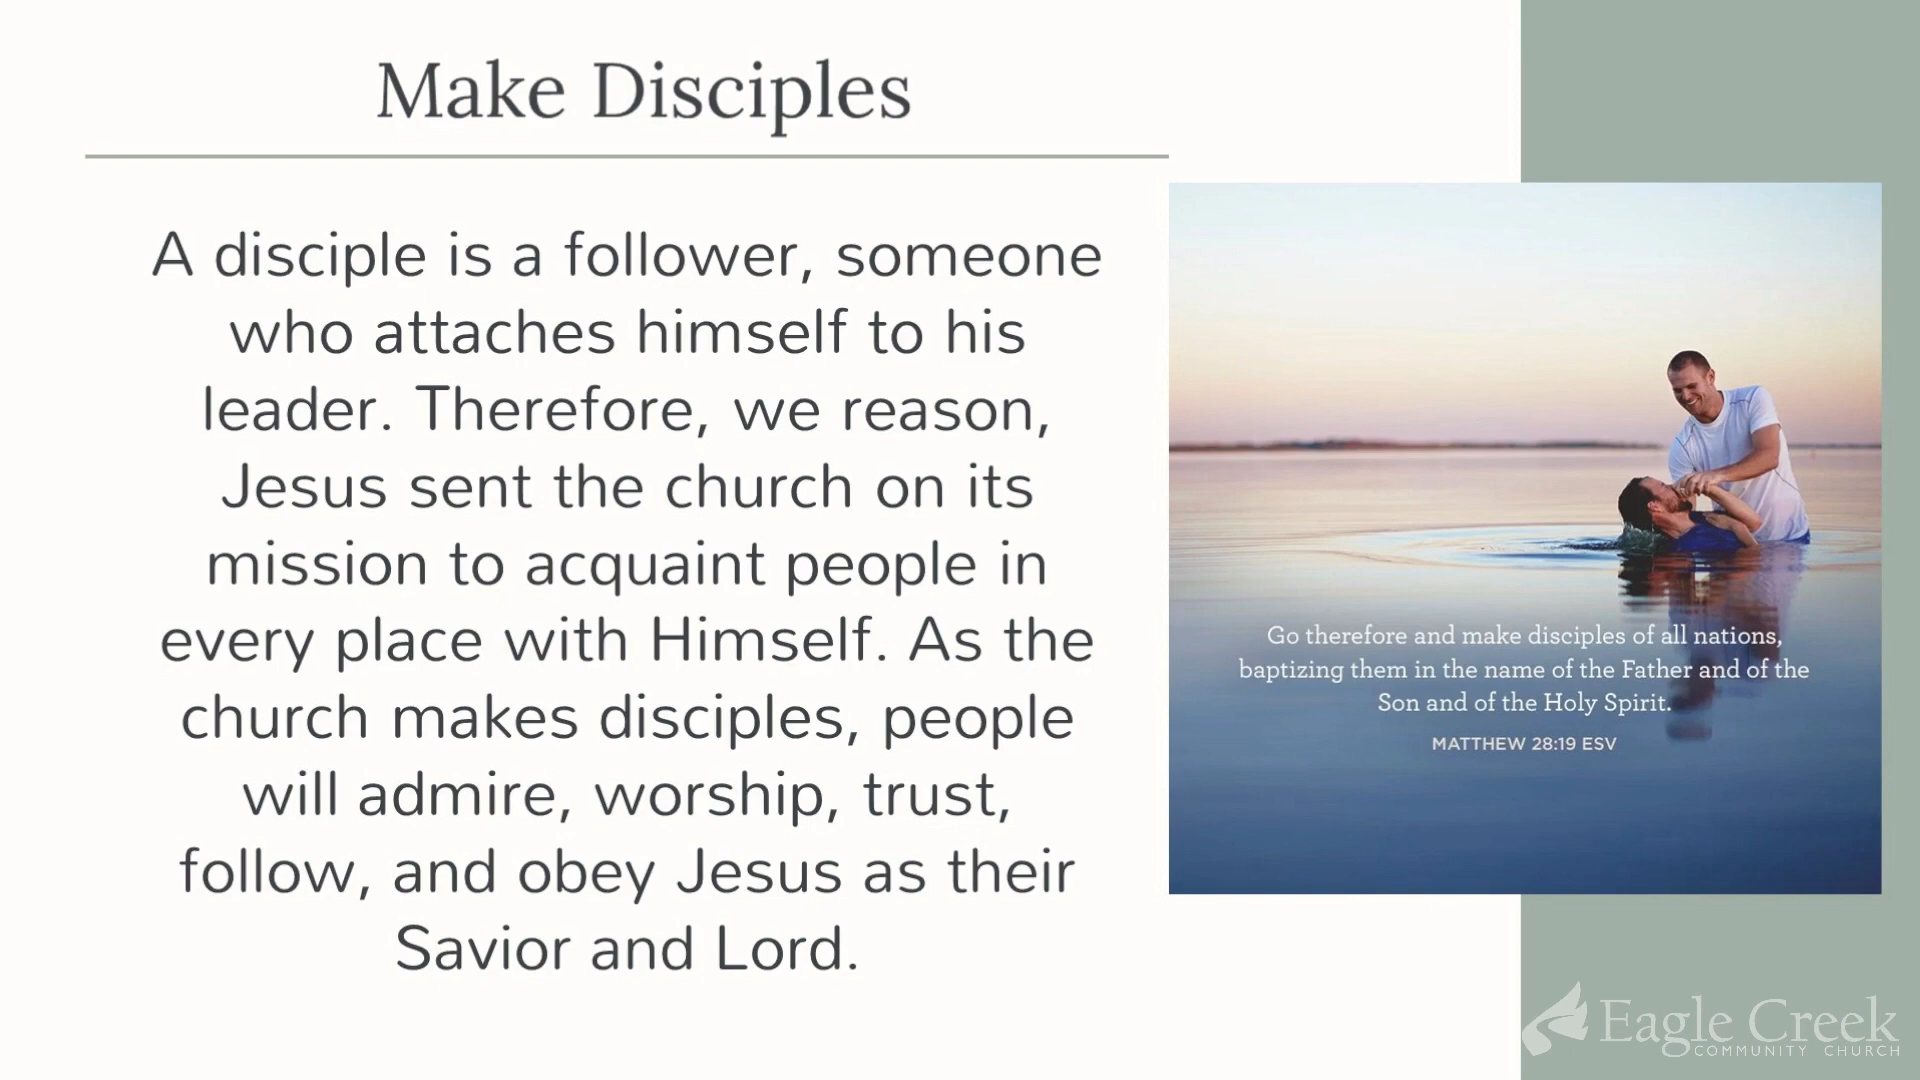 Make Disciples
A disciple is a follower, someone
who attaches himself to his
leader. Therefore, we reason,
Jesus sent the church on its
mission to acquaint people in
every place with Himself. As the
church makes disciples, people
will admire, worship, trust,
follow, and obey Jesus as their
Savior and Lord.
Go therefore and make disciples of all nations,
baptizing them in the name of the Father and of the
Son and of the Holy Spirit.
MATTHEW 28:19 ESV
Eagle Creek
COMMUNITY CHURCH